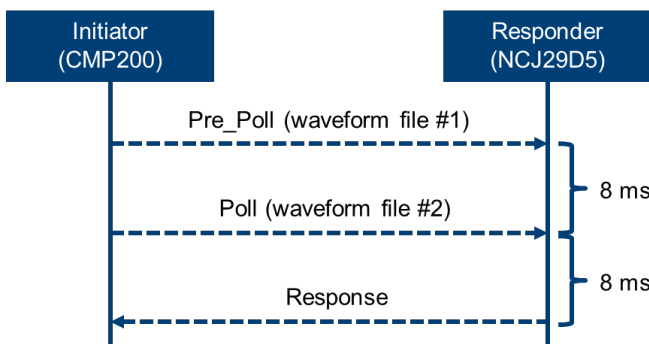 Initiator
(CMP200)
Responder
(NCJ29D5)
Pre_Poll (waveform file #1)
8 ms
Poll (waveform file #2)
8 ms
Response